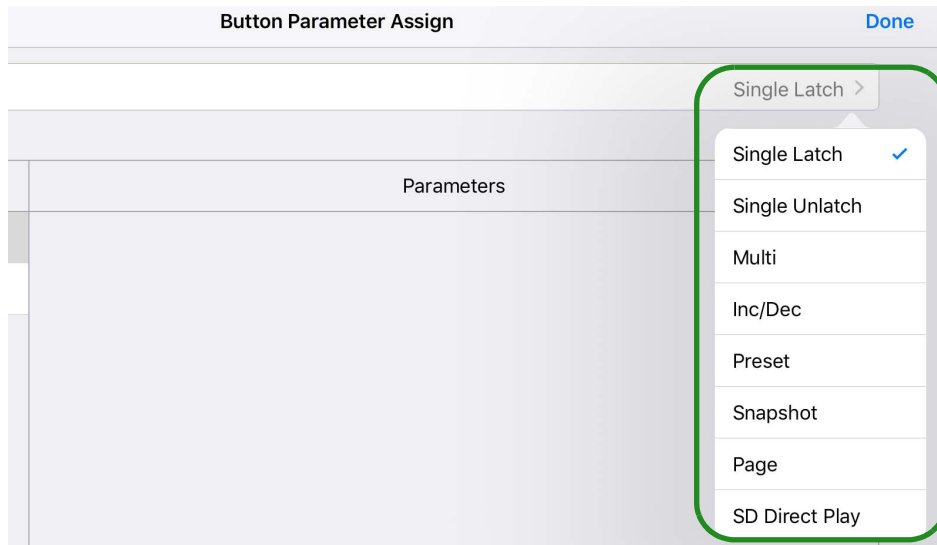 Button Parameter Assign Done
Single Latch
Single Latch
Parameters
Single Unlatch
Multi
Inc/Dec
Preset
Snapshot
Page
SD Direct Play